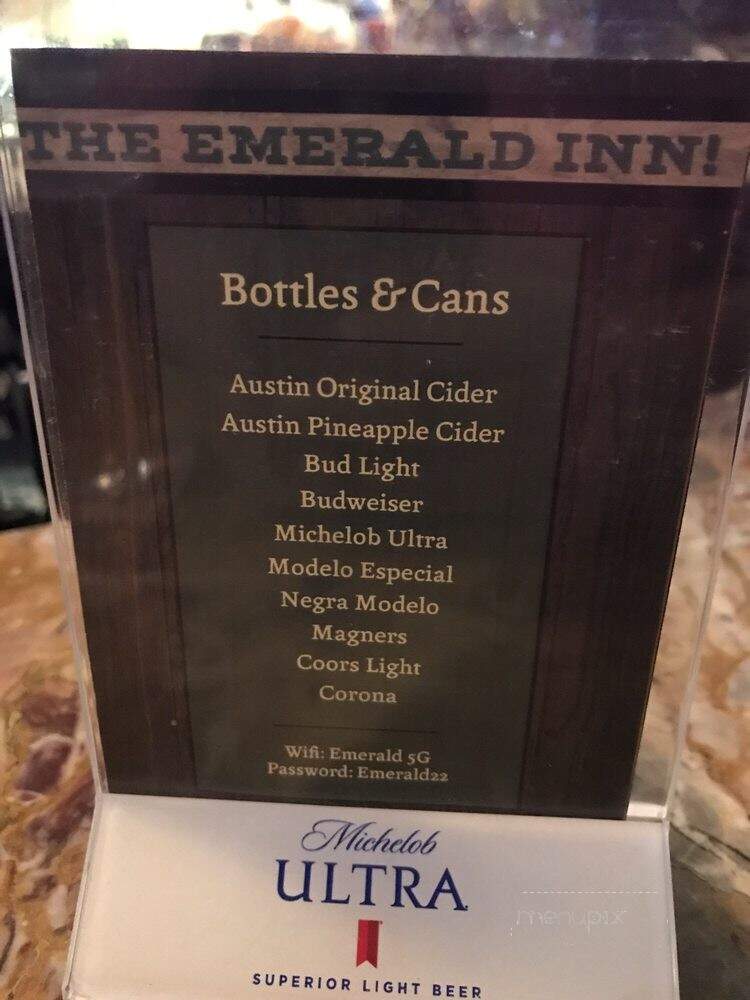 THE EMERALD INN!
Bottles & Cans
Austin Original Cider
Austin Pineapple Cider
Bud Light
Budweiser
Michelob Ultra
Modelo Especial
Negra Modelo
Magners
Coors Light
Corona
Wifi: Emerald 5G
Password: Emerald22
Michelob
ULTRA
SUPERIOR LIGHT BEER
menupix